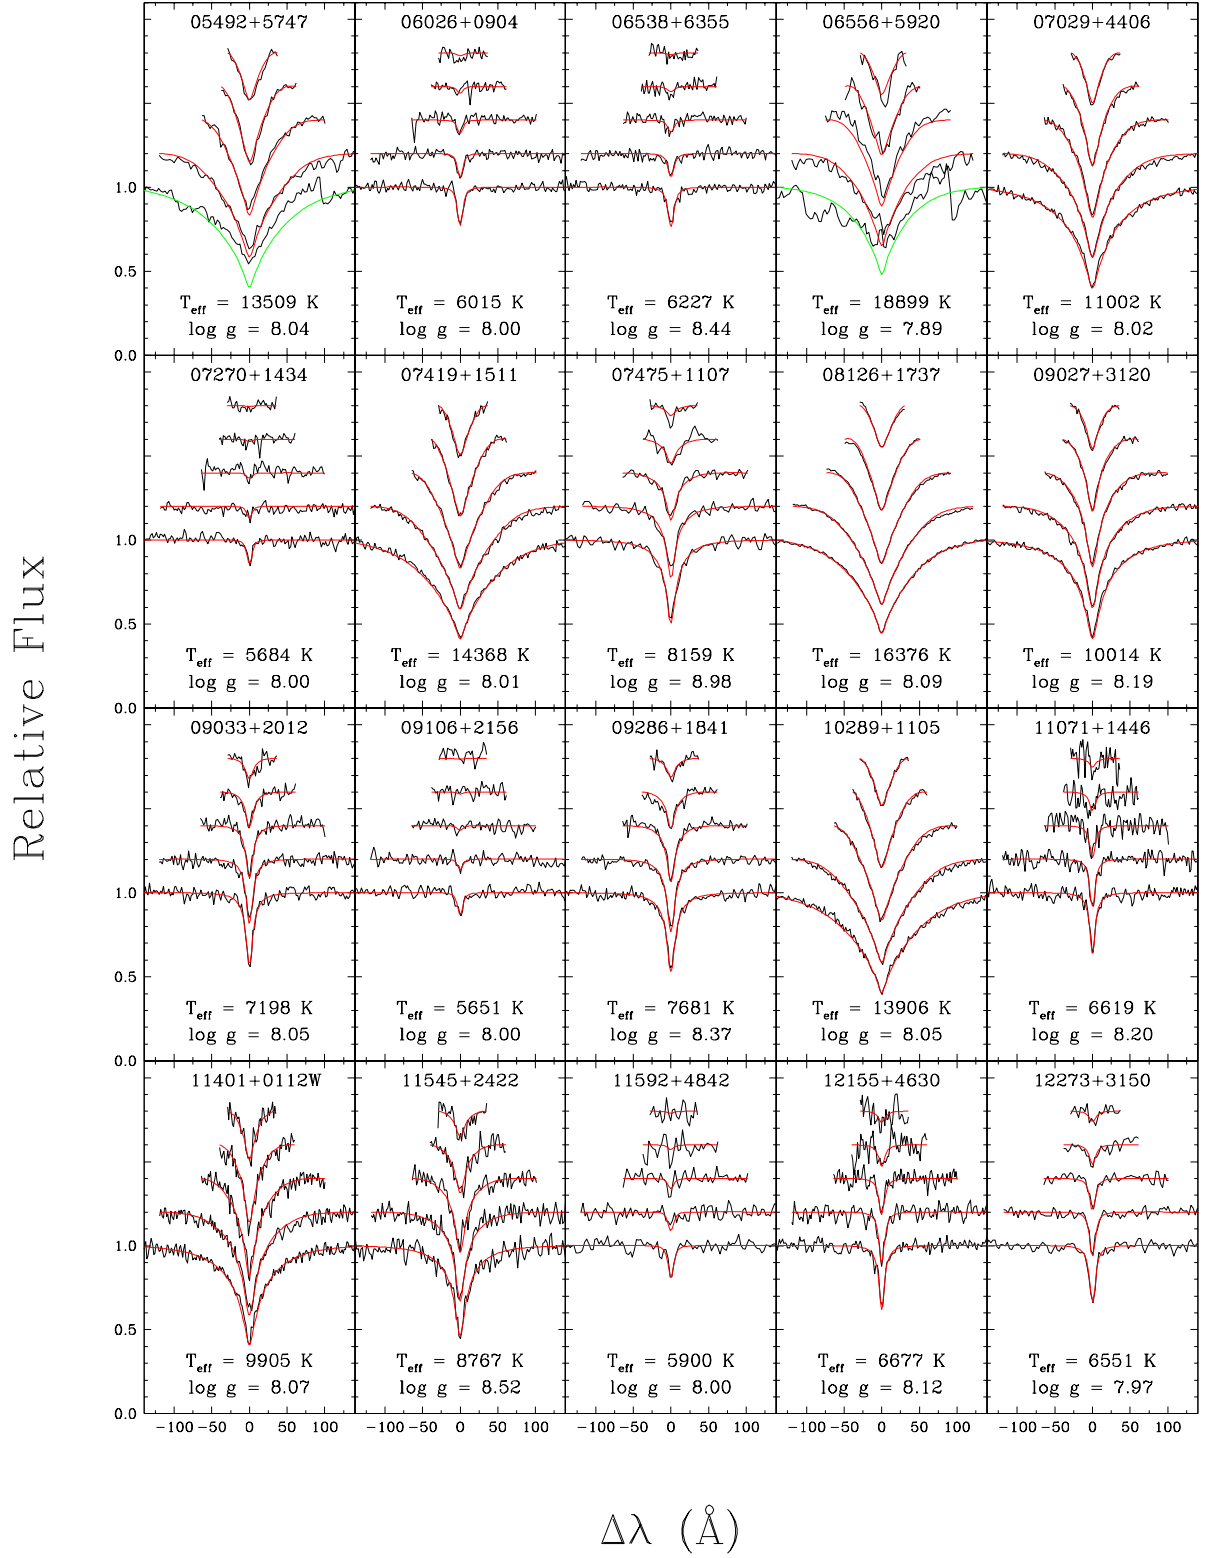 05492+5747 06026+0904 06538+6355 06556+5920 07029+4406
1.0
0.5
T_eff = 13509 K T_eff = 6015 K T_eff = 6227 K T_eff = 18899 K T_eff = 11002 K
log g = 8.04 log g = 8.00 log g = 8.44 log g = 7.89 log g = 8.02
0.0
07270+1434 07419+1511 07475+1107 08126+1737 09027+3120
1.0
0.5
T_eff = 5684 K T_eff = 14368 K T_eff = 8159 K T_eff = 16376 K T_eff = 10014 K
log g = 8.00 log g = 8.01 log g = 8.98 log g = 8.09 log g = 8.19
0.0
Relative Flux
09033+2012 09106+2156 09286+1841 10289+1105 11071+1446
1.0
0.5
T_eff = 7198 K T_eff = 5651 K T_eff = 7681 K T_eff = 13906 K T_eff = 6619 K
log g = 8.05 log g = 8.00 log g = 8.37 log g = 8.05 log g = 8.20
0.0
11401+0112W 11545+2422 11592+4842 12155+4630 12273+3150
1.0
0.5
T_eff = 9905 K T_eff = 8767 K T_eff = 5900 K T_eff = 6677 K T_eff = 6551 K
log g = 8.07 log g = 8.52 log g = 8.00 log g = 8.12 log g = 7.97
0.0
−100 −50 0 50 100 −100 −50 0 50 100 −100 −50 0 50 100 −100 −50 0 50 100 −100 −50 0 50 100
Δλ (Å)